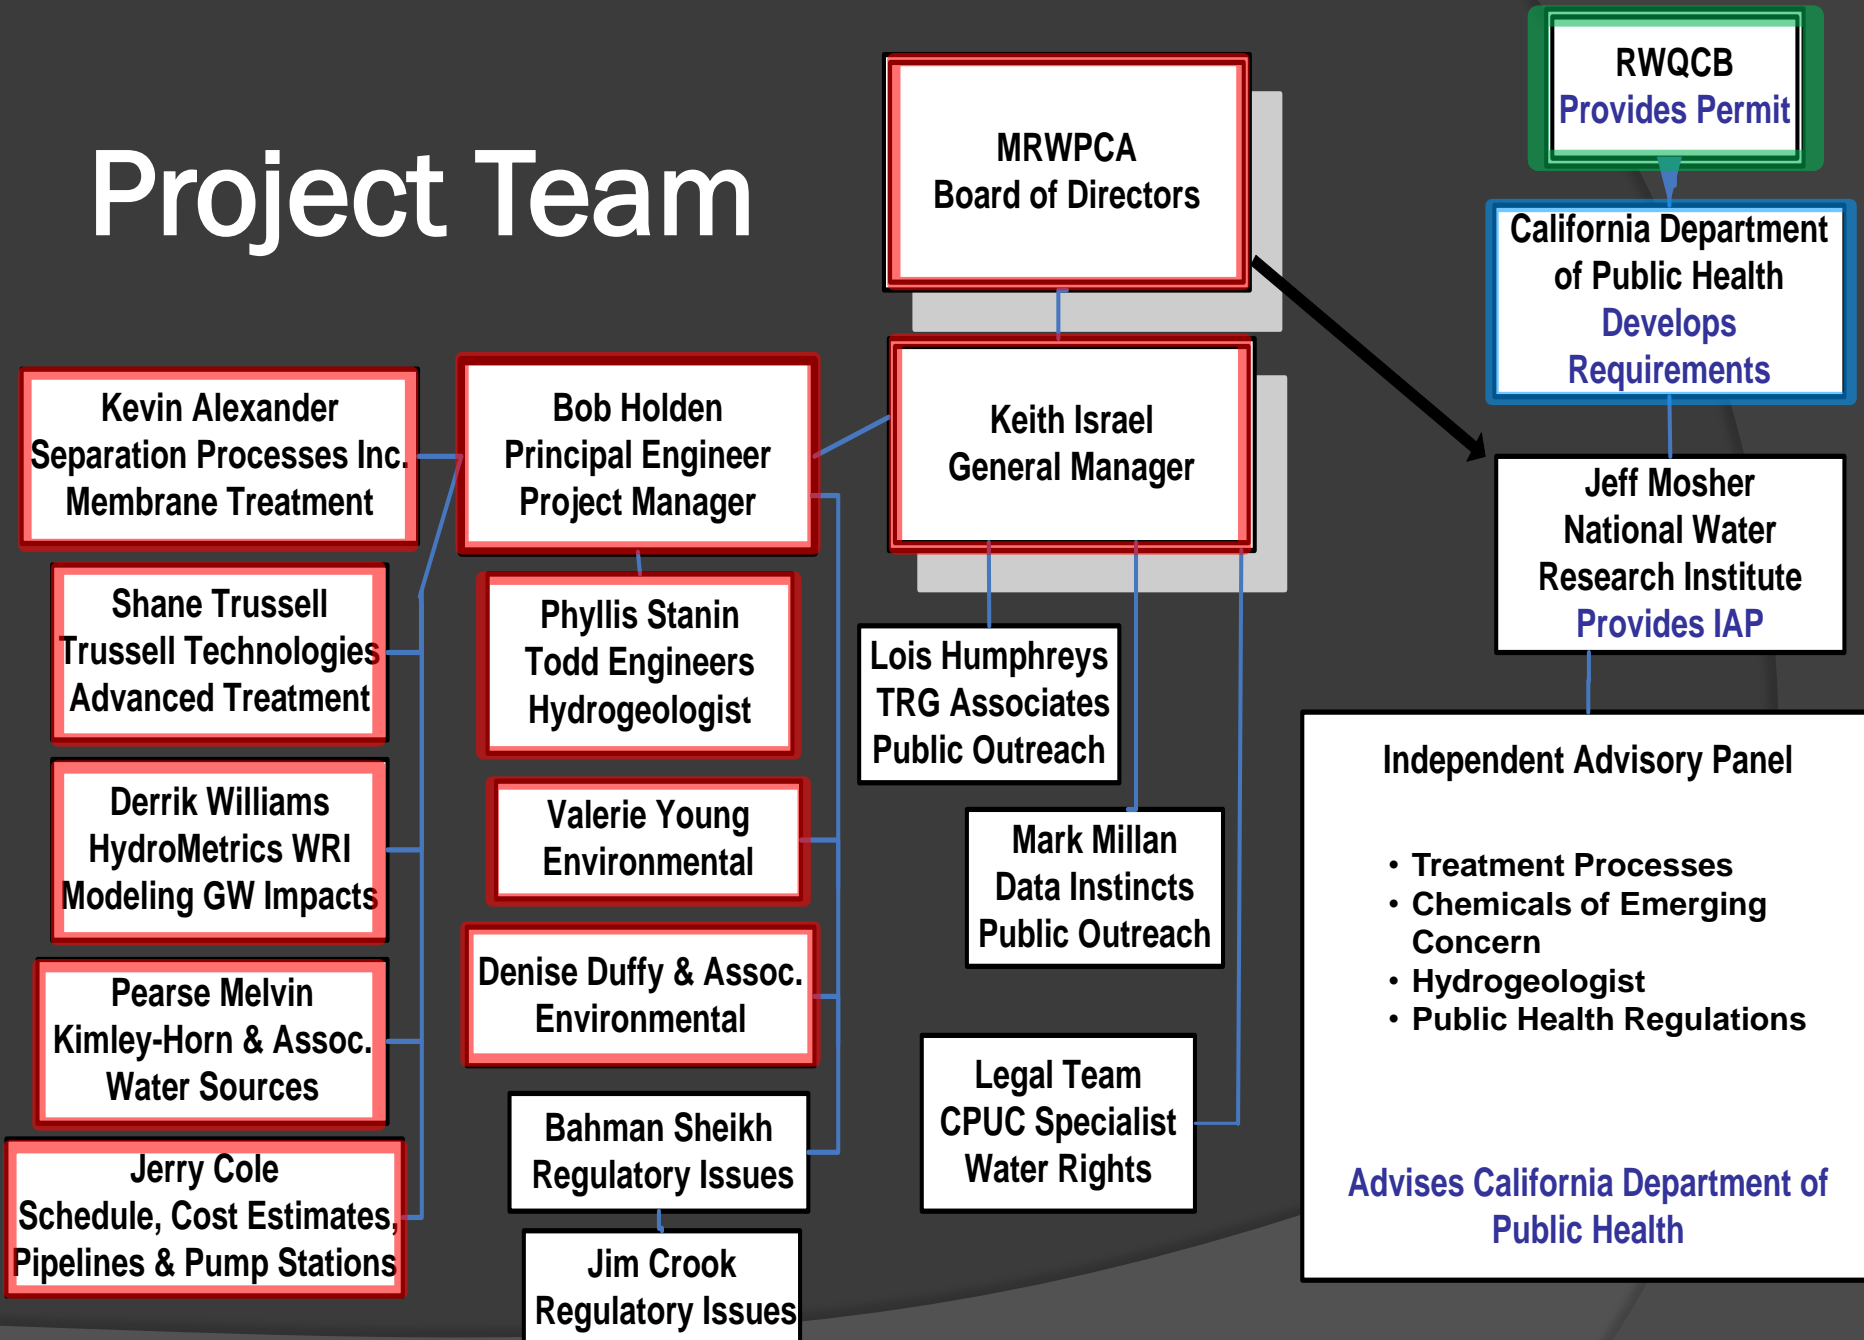 Project Team
MRWPCA
Board of Directors
RWQCB
Provides Permit
California Department
of Public Health
Develops
Requirements
Kevin Alexander
Separation Processes Inc.
Membrane Treatment
Bob Holden
Principal Engineer
Project Manager
Keith Israel
General Manager
Jeff Mosher
National Water
Research Institute
Provides IAP
Shane Trussell
Trussell Technologies
Advanced Treatment
Phyllis Stanin
Todd Engineers
Hydrogeologist
Lois Humphreys
TRG Associates
Public Outreach
Derrik Williams
HydroMetrics WRI
Modeling GW Impacts
Valerie Young
Environmental
Mark Millan
Data Instincts
Public Outreach
Independent Advisory Panel
• Treatment Processes
• Chemicals of Emerging
Concern
• Hydrogeologist
• Public Health Regulations
Advises California Department of
Public Health
Pearse Melvin
Kimley-Horn & Assoc.
Water Sources
Denise Duffy & Assoc.
Environmental
Legal Team
CPUC Specialist
Water Rights
Jerry Cole
Schedule, Cost Estimates,
Pipelines & Pump Stations
Bahman Sheikh
Regulatory Issues
Jim Crook
Regulatory Issues